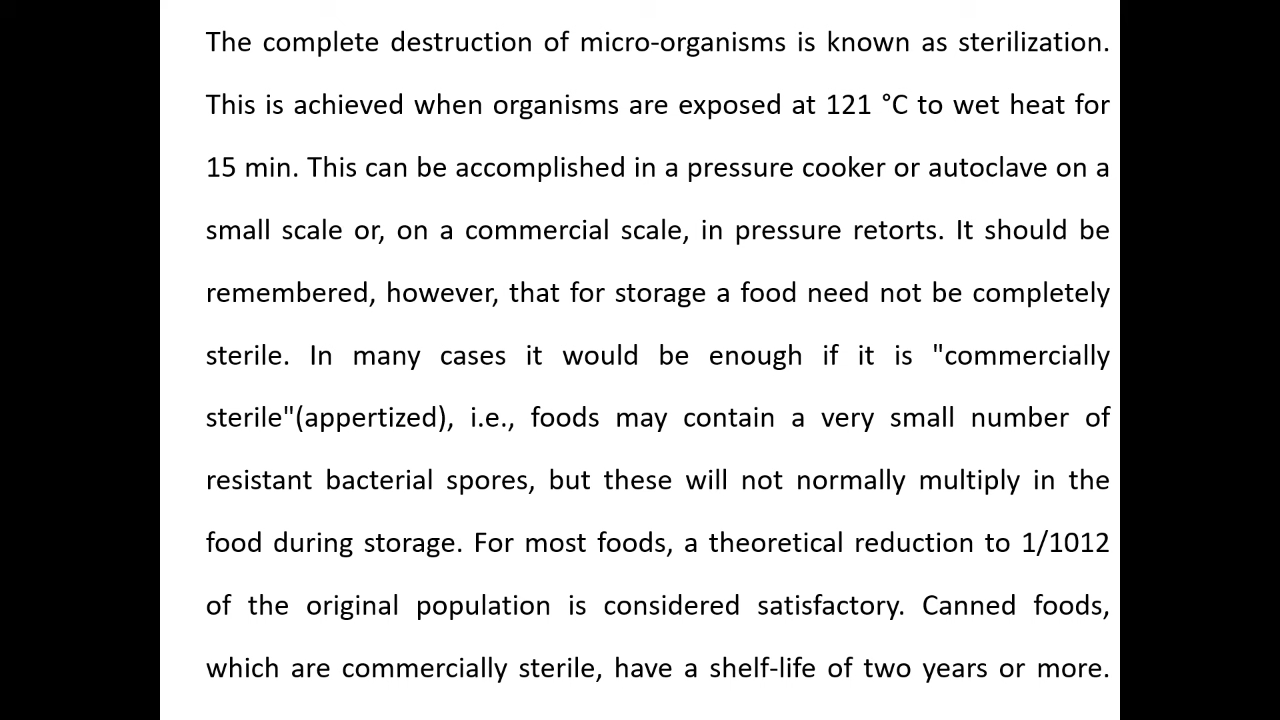 The complete destruction of micro-organisms is known as sterilization.
This is achieved when organisms are exposed at 121 °C to wet heat for
15 min. This can be accomplished in a pressure cooker or autoclave on a
small scale or, on a commercial scale, in pressure retorts. It should be
remembered, however, that for storage a food need not be completely
sterile. In many cases it would be enough if it is "commercially
sterile"(appertized), i.e., foods may contain a very small number of
resistant bacterial spores, but these will not normally multiply in the
food during storage. For most foods, a theoretical reduction to 1/1012
of the original population is considered satisfactory. Canned foods,
which are commercially sterile, have a shelf-life of two years or more.